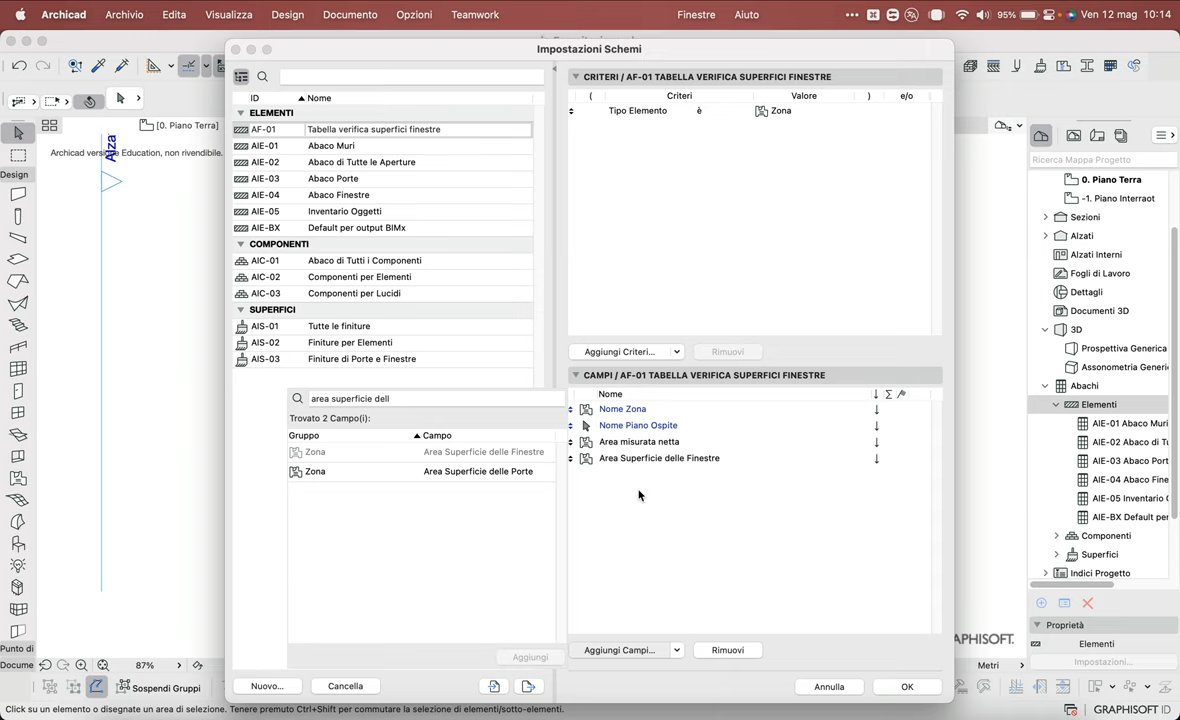 Archicad Archivio Edita Visualizza Design Documento Opzioni Teamwork Finestre Aiuto 95% Ven 12 mag 10:14
Impostazioni Schemi
CRITERI / AF-01 TABELLA VERIFICA SUPERFICI FINESTRE
ID Nome
( Criteri Valore ) e/o
ELEMENTI
Tipo Elemento è Zona
AF-01 Tabella verifica superfici finestre
AIE-01 Abaco Muri
AIE-02 Abaco di Tutte le Aperture
AIE-03 Abaco Porte
AIE-04 Abaco Finestre
AIE-05 Inventario Oggetti
AIE-BX Default per output BIMx
COMPONENTI
AIC-01 Abaco di Tutti i Componenti
AIC-02 Componenti per Elementi
AIC-03 Componenti per Lucidi
SUPERFICI
AIS-01 Tutte le finiture
AIS-02 Finiture per Elementi
AIS-03 Finiture di Porte e Finestre
Aggiungi Criteri... Rimuovi
CAMPI / AF-01 TABELLA VERIFICA SUPERFICI FINESTRE
Nome
Nome Zona
Nome Piano Ospite
Area misurata netta
Area Superficie delle Finestre
area superficie dell
Trovato 2 Campo(i):
Gruppo Campo
Zona Area Superficie delle Finestre
Zona Area Superficie delle Porte
Aggiungi
Aggiungi Campi... Rimuovi
Nuovo... Cancella
Annulla OK
[0. Piano Terra]
Archicad versione Education, non rivendibile.
Alza
Design
Punto di
Docume
87%
Sospendi Gruppi
Click su un elemento o disegnate un area di selezione. Tenere premuto Ctrl+Shift per commutare la selezione di elementi/sotto-elementi.
Ricerca Mappa Progetto
0. Piano Terra
-1. Piano Interraot
Sezioni
Alzati
Alzati Interni
Fogli di Lavoro
Dettagli
Documenti 3D
3D
Prospettiva Generica
Assonometria Generi
Abachi
Elementi
AIE-01 Abaco Muri
AIE-02 Abaco di Tu
AIE-03 Abaco Port
AIE-04 Abaco Fine
AIE-05 Inventario
AIE-BX Default per
Componenti
Superfici
Indici Progetto
Proprietà
Elementi
Impostazioni...
APHISOFT.
Metri
GRAPHISOFT ID